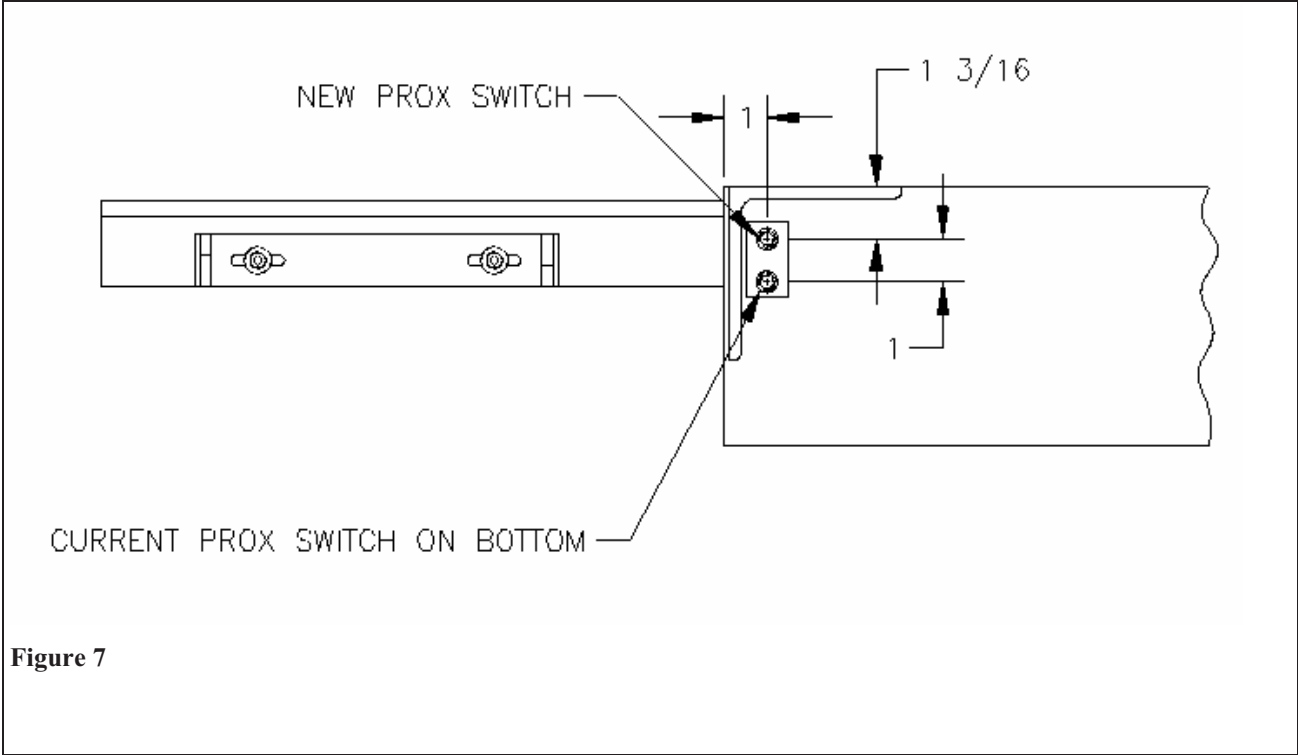 1 3/16
NEW PROX SWITCH
1
1
CURRENT PROX SWITCH ON BOTTOM
Figure 7